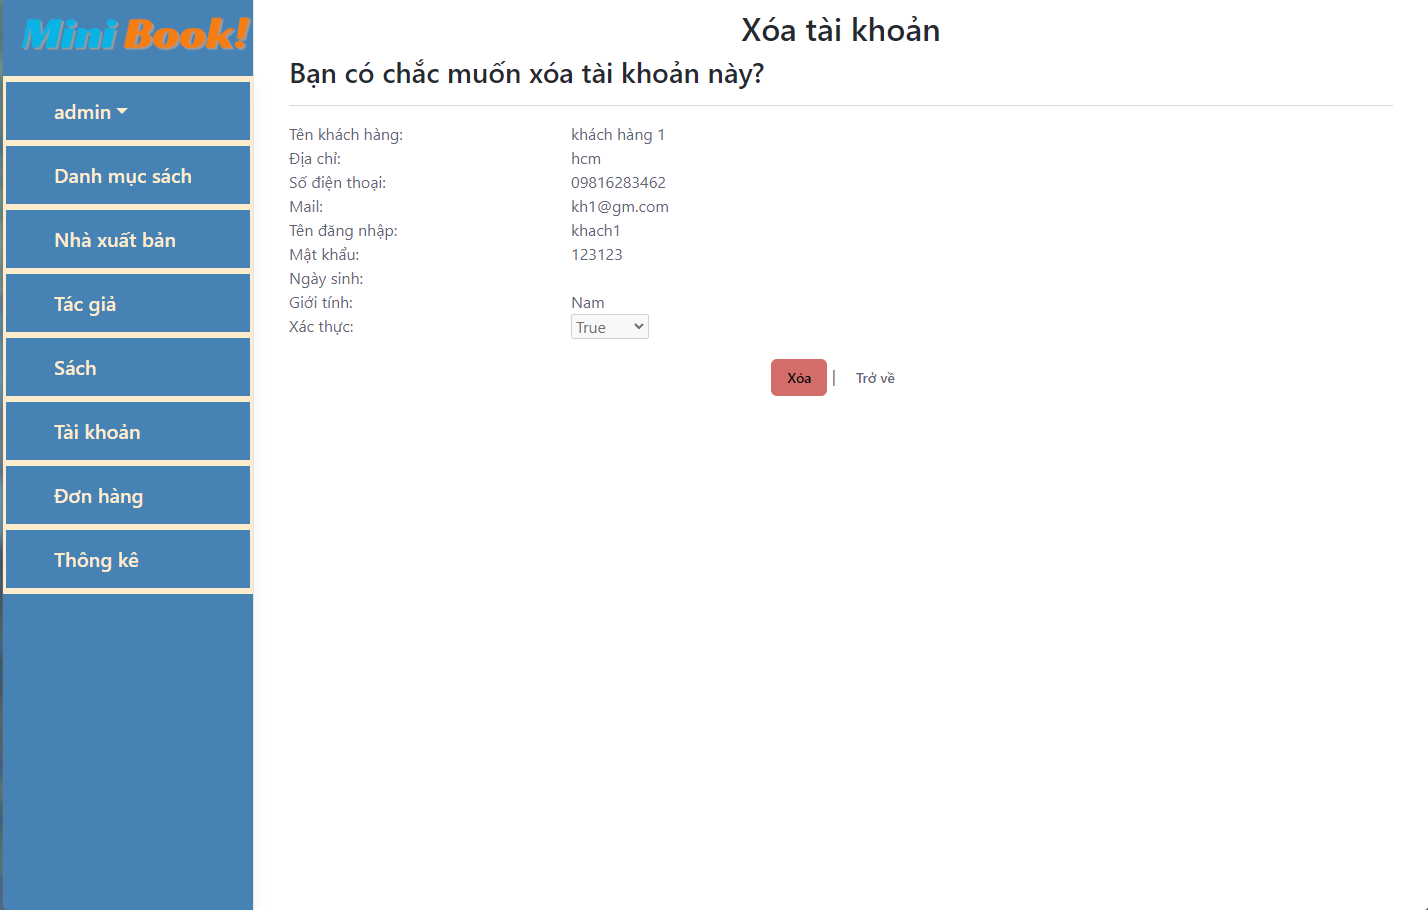 Mini Book!
admin
Danh mục sách
Nhà xuất bản
Tác giả
Sách
Tài khoản
Đơn hàng
Thông kê
Xóa tài khoản
Bạn có chắc muốn xóa tài khoản này?
Tên khách hàng: khách hàng 1
Địa chỉ: hcm
Số điện thoại: 09816283462
Mail: kh1@gm.com
Tên đăng nhập: khach1
Mật khẩu: 123123
Ngày sinh:
Giới tính: Nam
Xác thực: True
Xóa | Trở về